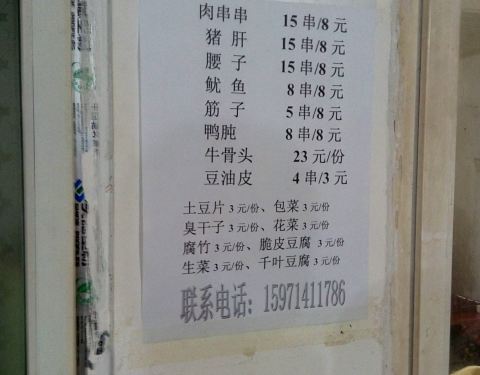 肉串串 15串/8元
猪肝 15串/8元
腰子 15串/8元
鱿鱼 8串/8元
筋子 5串/8元
鸭肫 8串/8元
牛骨头 23元/份
豆油皮 4串/3元
土豆片3元/份、包菜3元/份
臭干子3元/份、花菜3元/份
腐竹3元/份、脆皮豆腐 3元/份
生菜3元/份、千叶豆腐3元/份
联系电话：15971411786